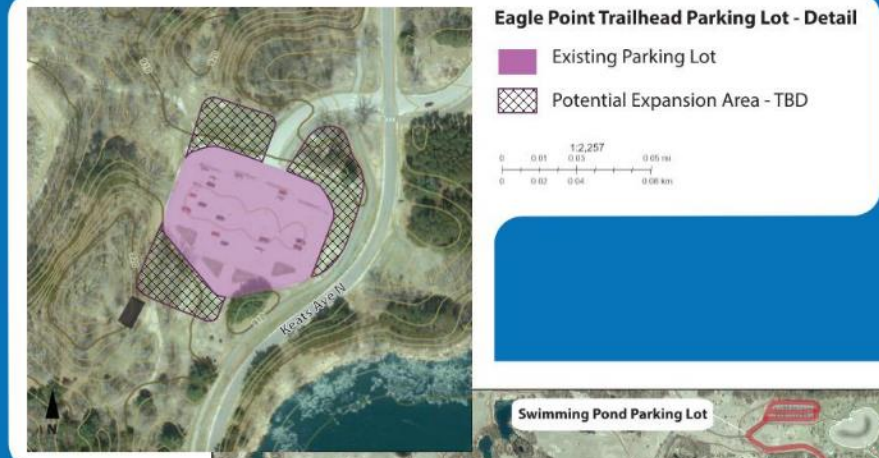 Eagle Point Trailhead Parking Lot - Detail
Existing Parking Lot
Potential Expansion Area - TBD
1:2,257
0 0.01 0.03 0.05 mi
0 0.02 0.04 0.08 km
Keats Ave N
N
Swimming Pond Parking Lot